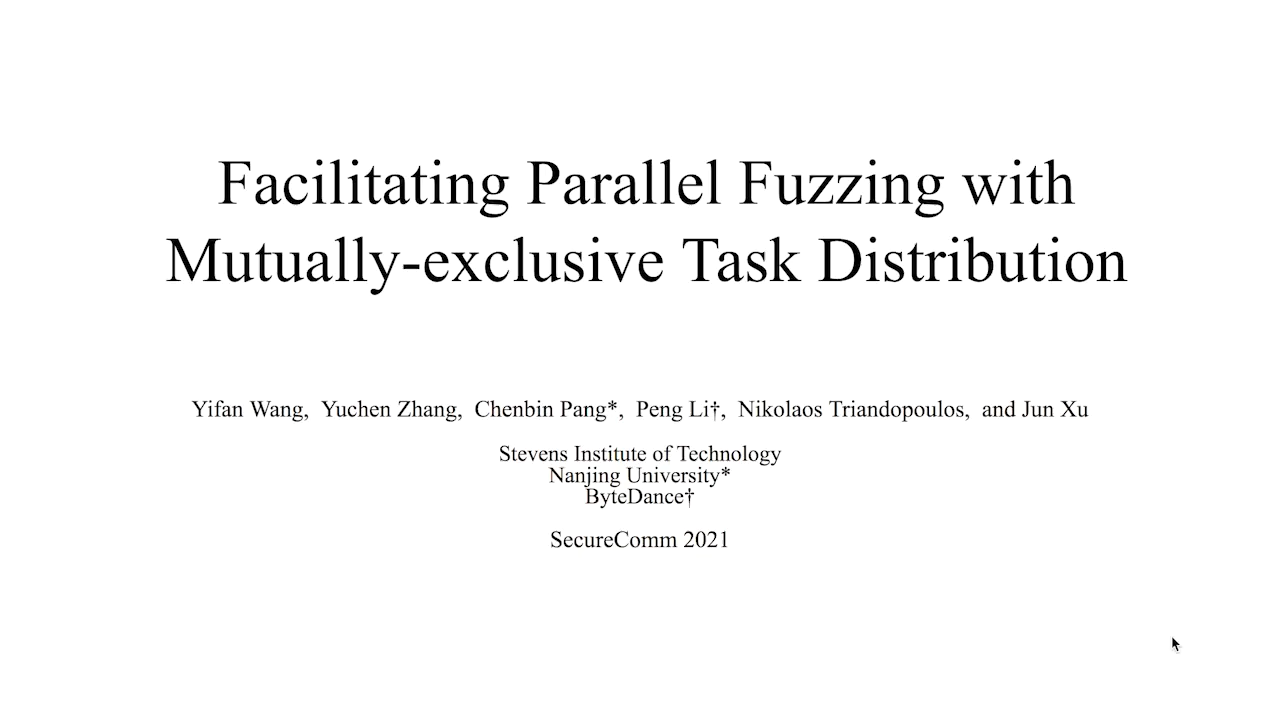 Facilitating Parallel Fuzzing with
Mutually-exclusive Task Distribution
Yifan Wang, Yuchen Zhang, Chenbin Pang*, Peng Li†, Nikolaos Triandopoulos, and Jun Xu
Stevens Institute of Technology
Nanjing University*
ByteDance†
SecureComm 2021